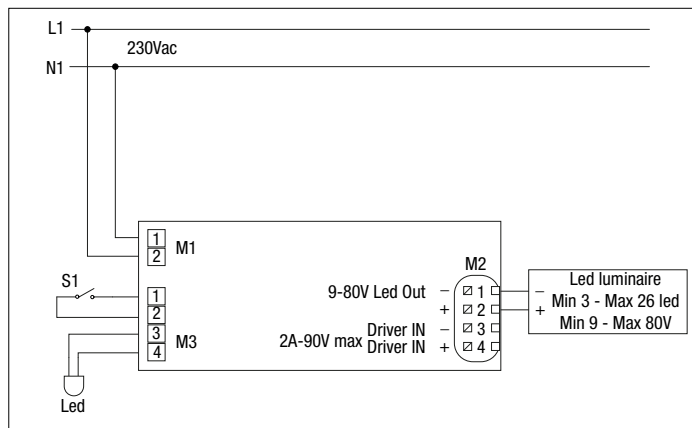 L1
230Vac
N1
1
2
M1
S1
1
2
3
4
M3
Led
M2
9-80V Led Out
− 1
+ 2
2A-90V max
Driver IN − 3
Driver IN + 4
Led luminaire
− Min 3 - Max 26 led
+ Min 9 - Max 80V